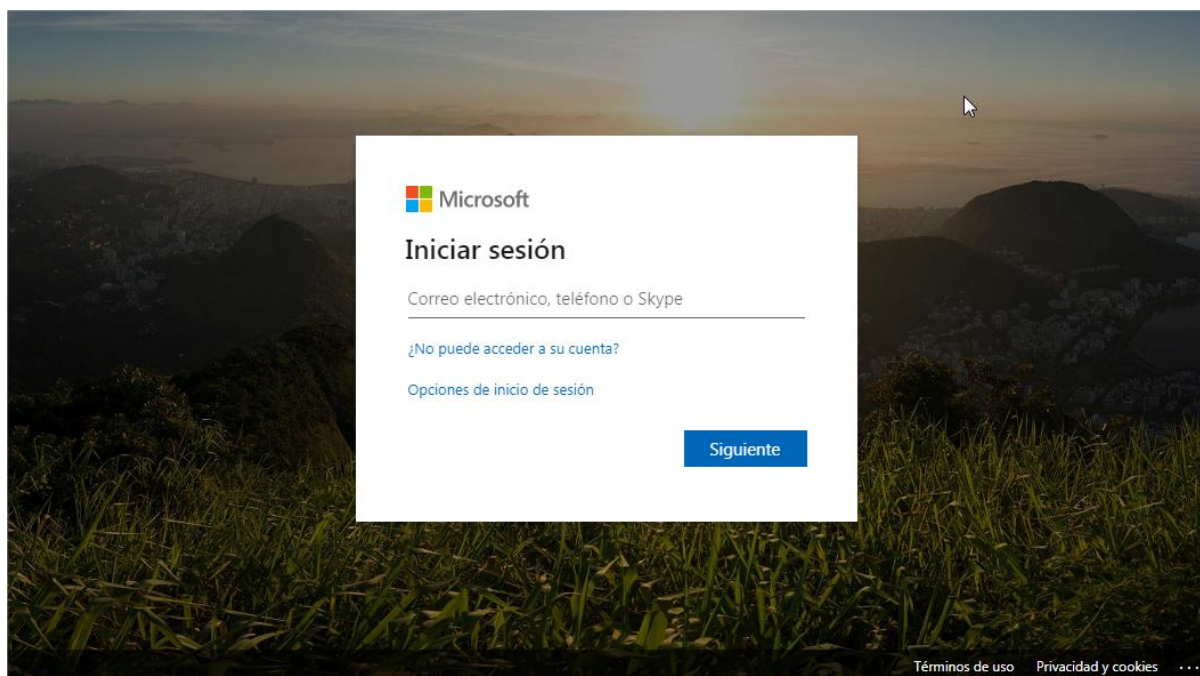 Microsoft
Iniciar sesión
Correo electrónico, teléfono o Skype
¿No puede acceder a su cuenta?
Opciones de inicio de sesión
Siguiente
Términos de uso Privacidad y cookies ...